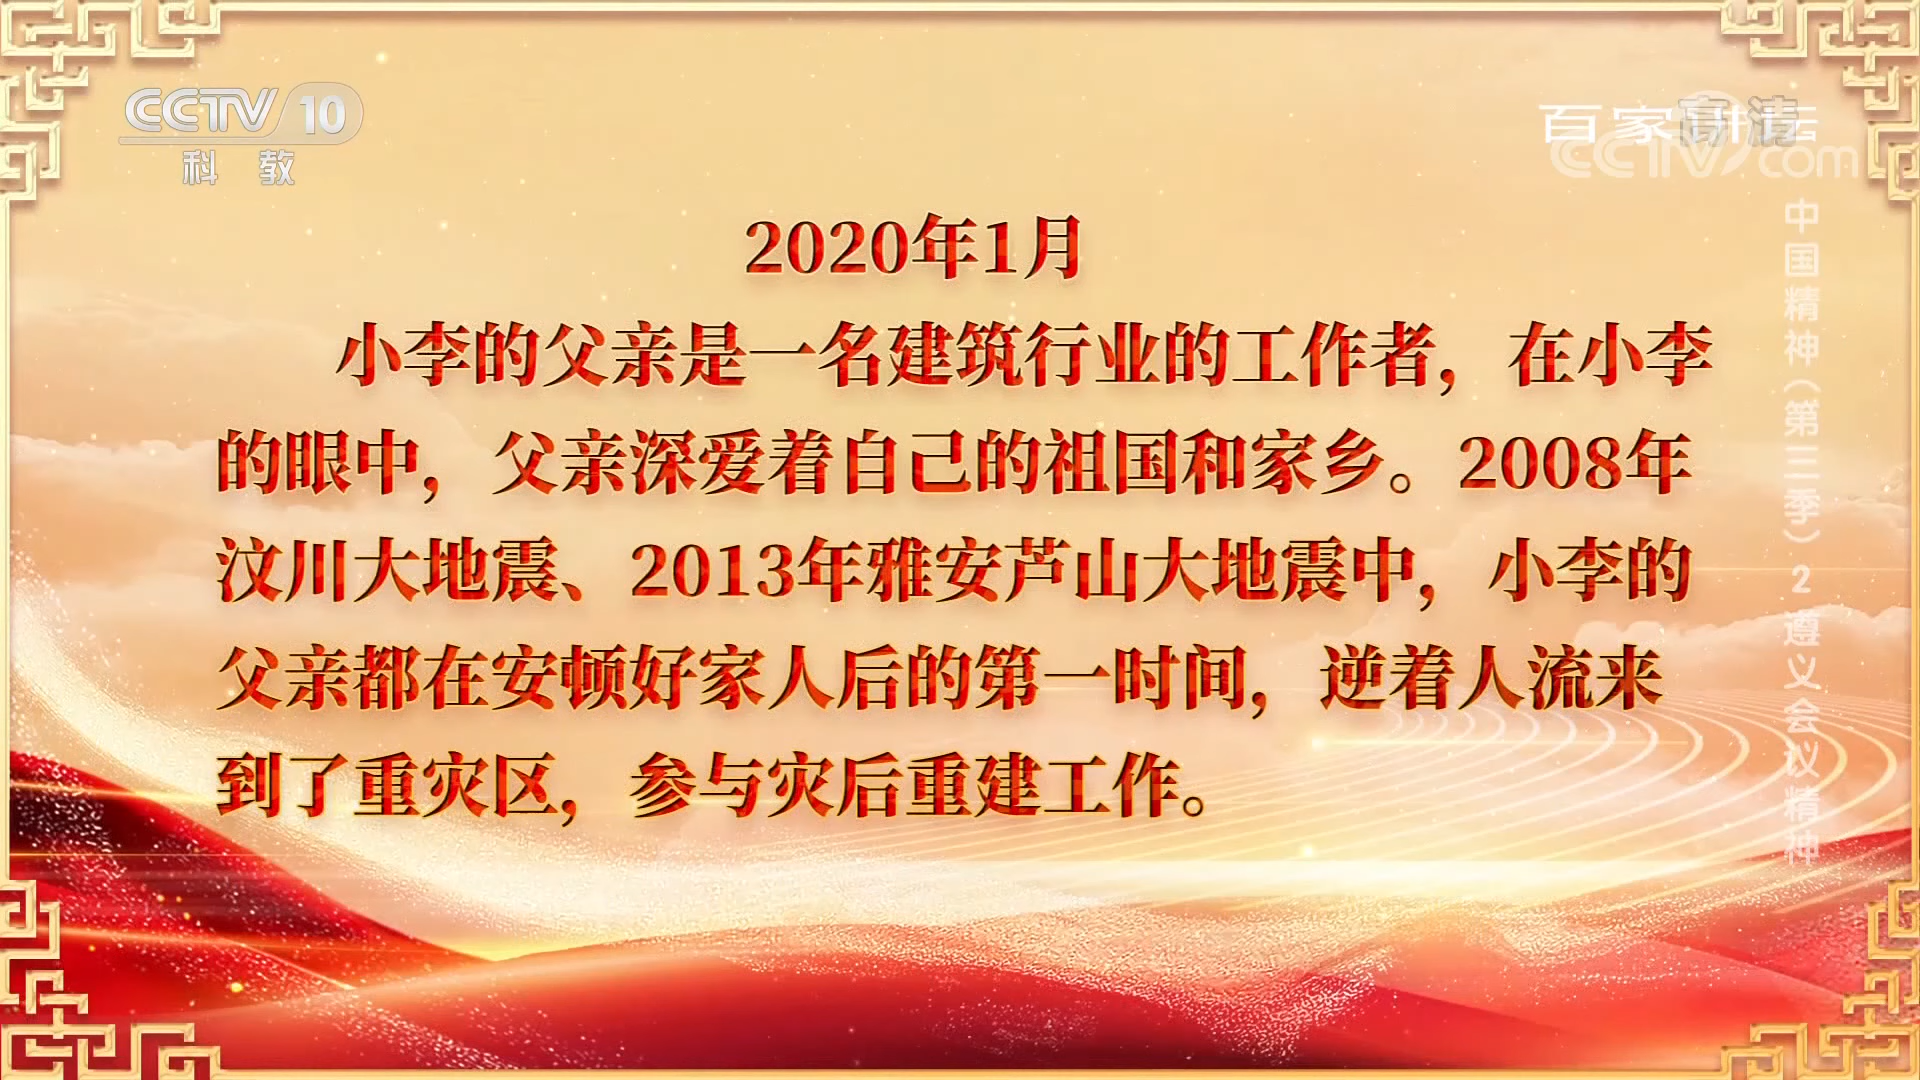 CCTV 10
科 教
百家讲坛
高清
CCTV.com
2020年1月
小李的父亲是一名建筑行业的工作者，在小李
的眼中，父亲深爱着自己的祖国和家乡。2008年
汶川大地震、2013年雅安芦山大地震中，小李的
父亲都在安顿好家人后的第一时间，逆着人流来
到了重灾区，参与灾后重建工作。
中国精神（第三季）2 遵义会议精神